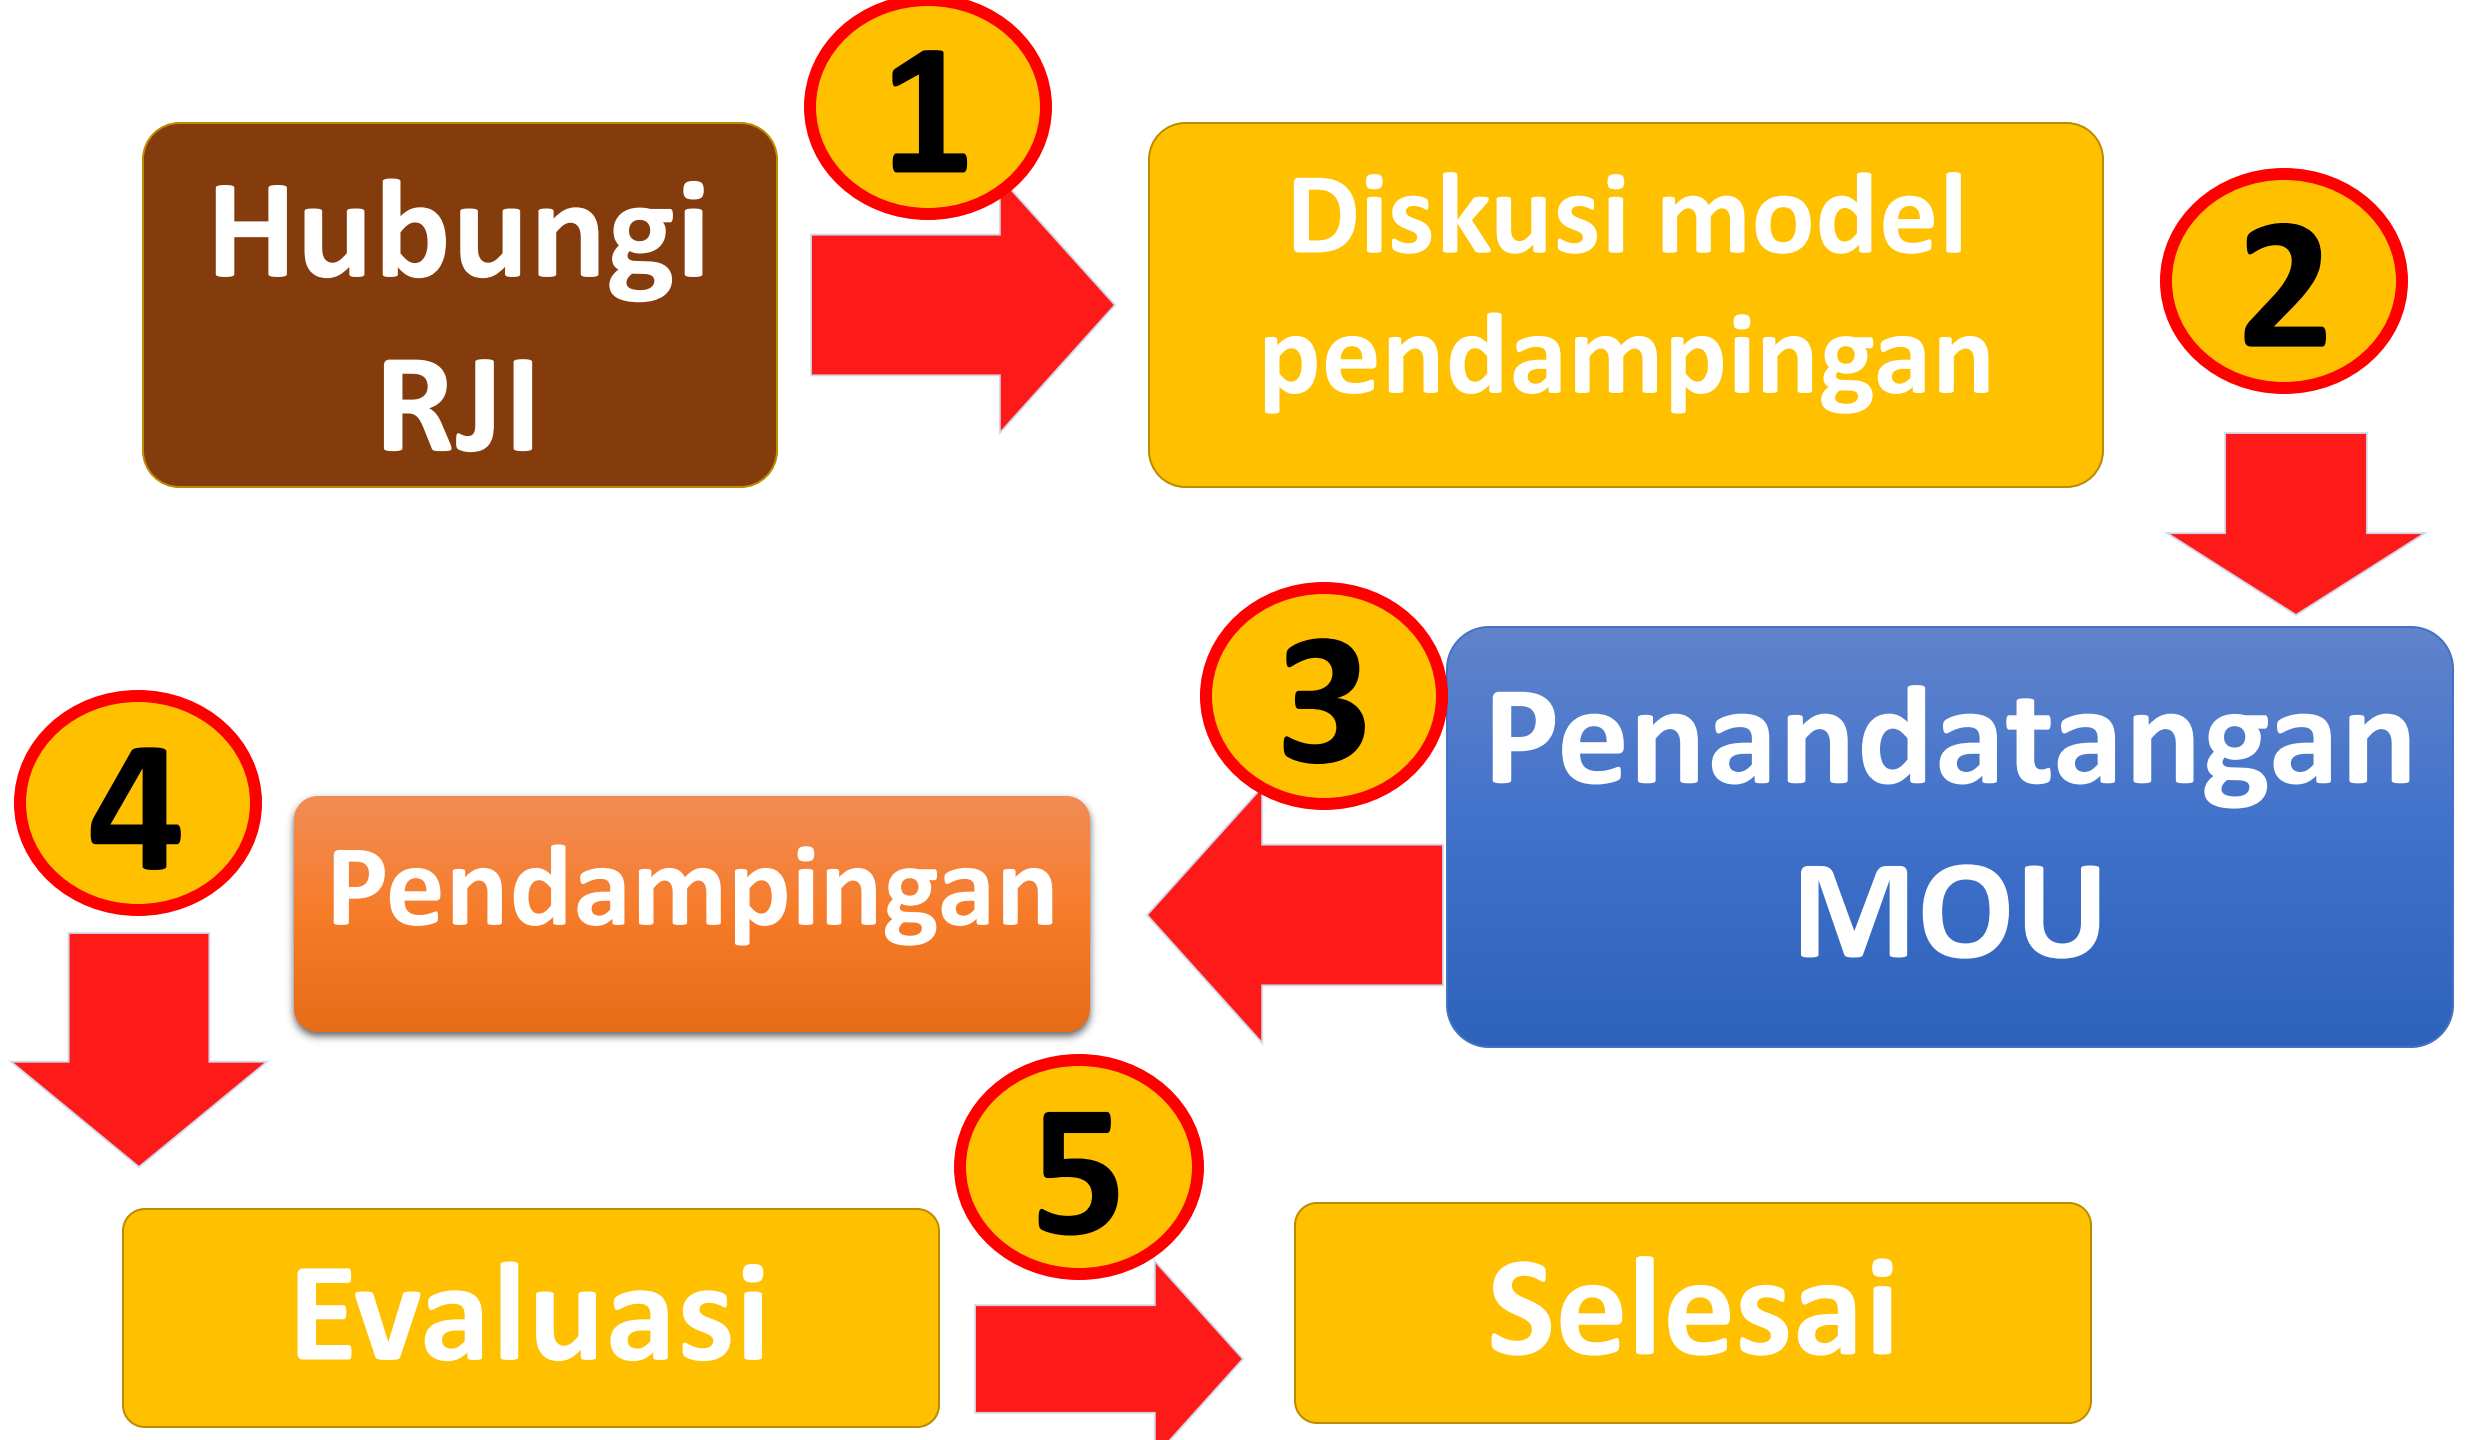 Hubungi
RJI
1
Diskusi model
pendampingan
2
Penandatangan
MOU
3
Pendampingan
4
Evaluasi
5
Selesai